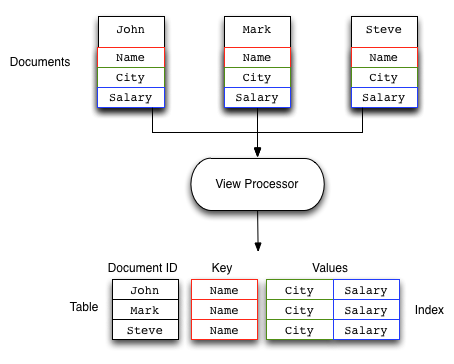 John Mark Steve
Documents
Name Name Name
City City City
Salary Salary Salary
View Processor
Document ID Key Values
John Name City Salary
Table Mark Name City Salary Index
Steve Name City Salary